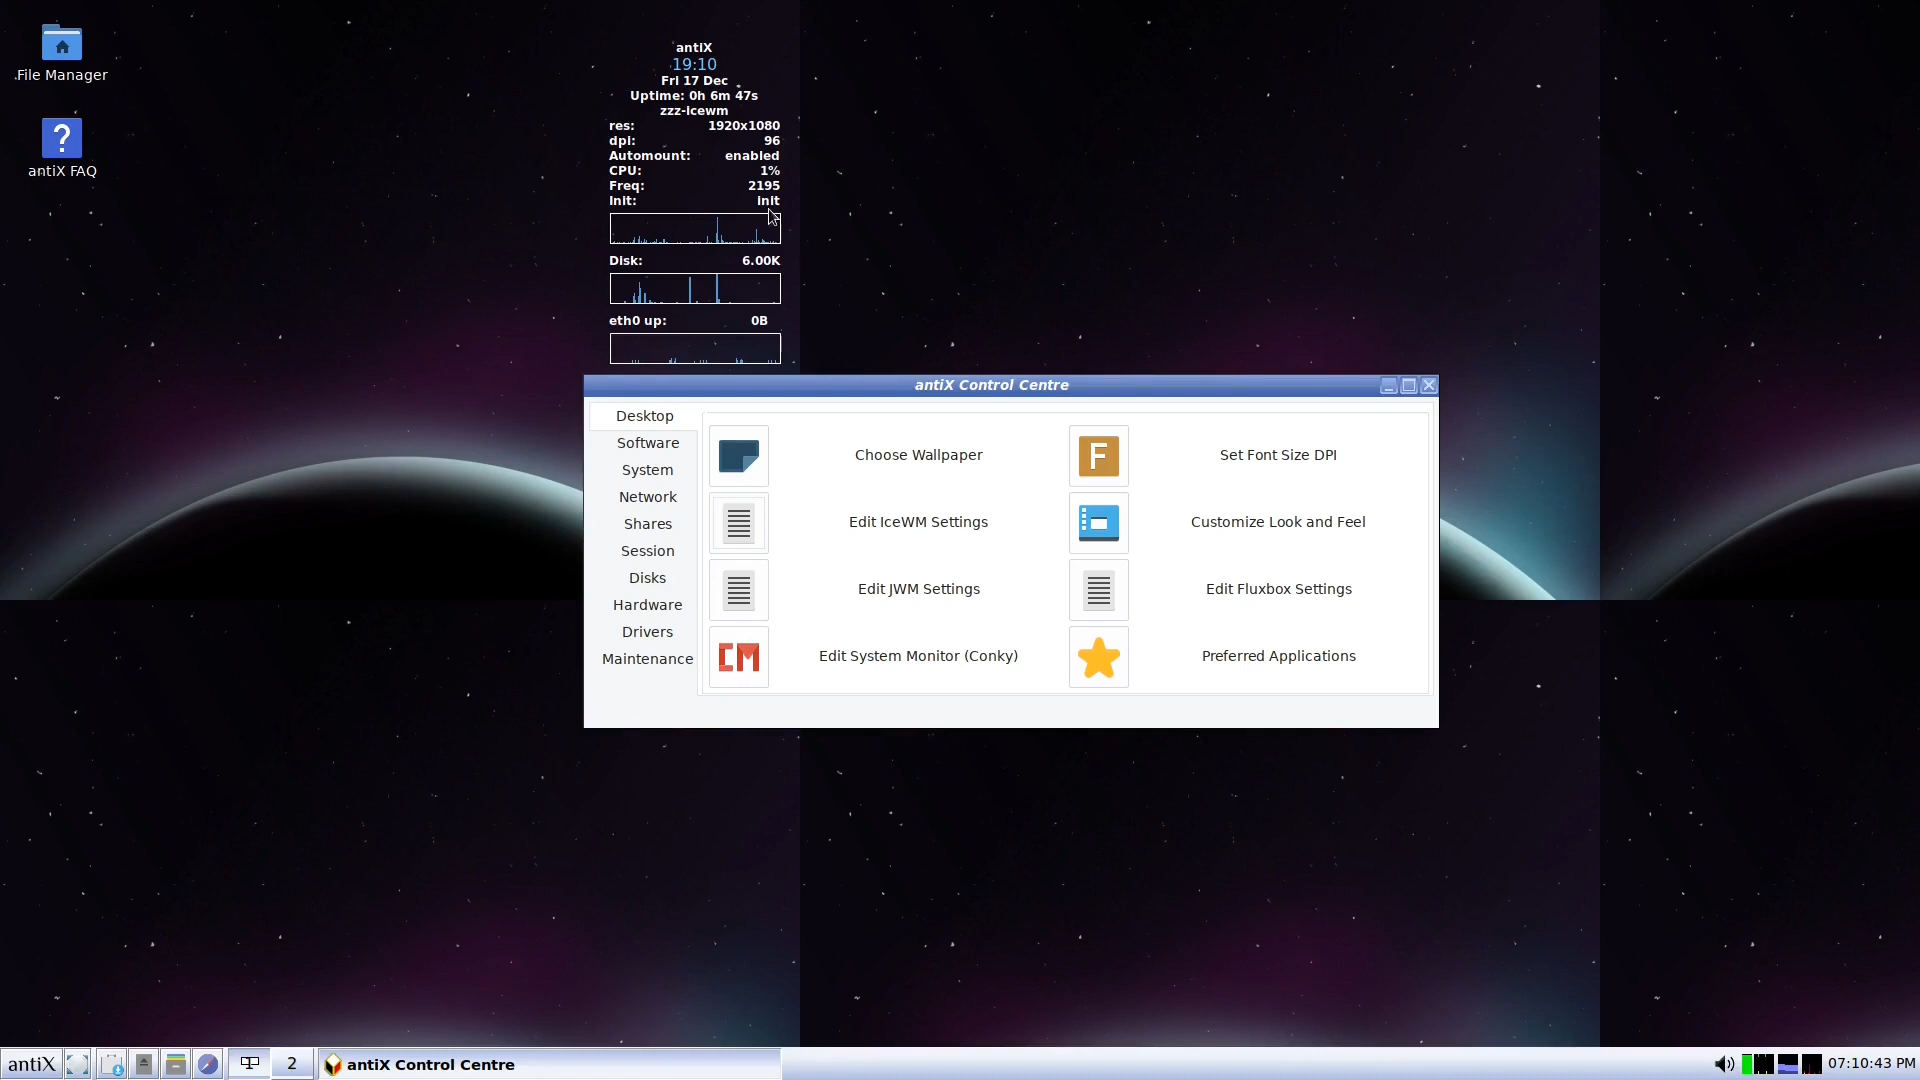 File Manager
antiX FAQ
antiX
19:10
Fri 17 Dec
Uptime: 0h 6m 47s
zzz-icewm
res: 1920x1080
dpi: 96
Automount: enabled
CPU: 1%
Freq: 2195
Init: init
Disk: 6.00K
eth0 up: 0B
antiX Control Centre
Desktop
Software
System
Network
Shares
Session
Disks
Hardware
Drivers
Maintenance
Choose Wallpaper
F
Set Font Size DPI
Edit IceWM Settings
Customize Look and Feel
Edit JWM Settings
Edit Fluxbox Settings
CM
Edit System Monitor (Conky)
Preferred Applications
antiX
1
2
antiX Control Centre
07:10:43 PM